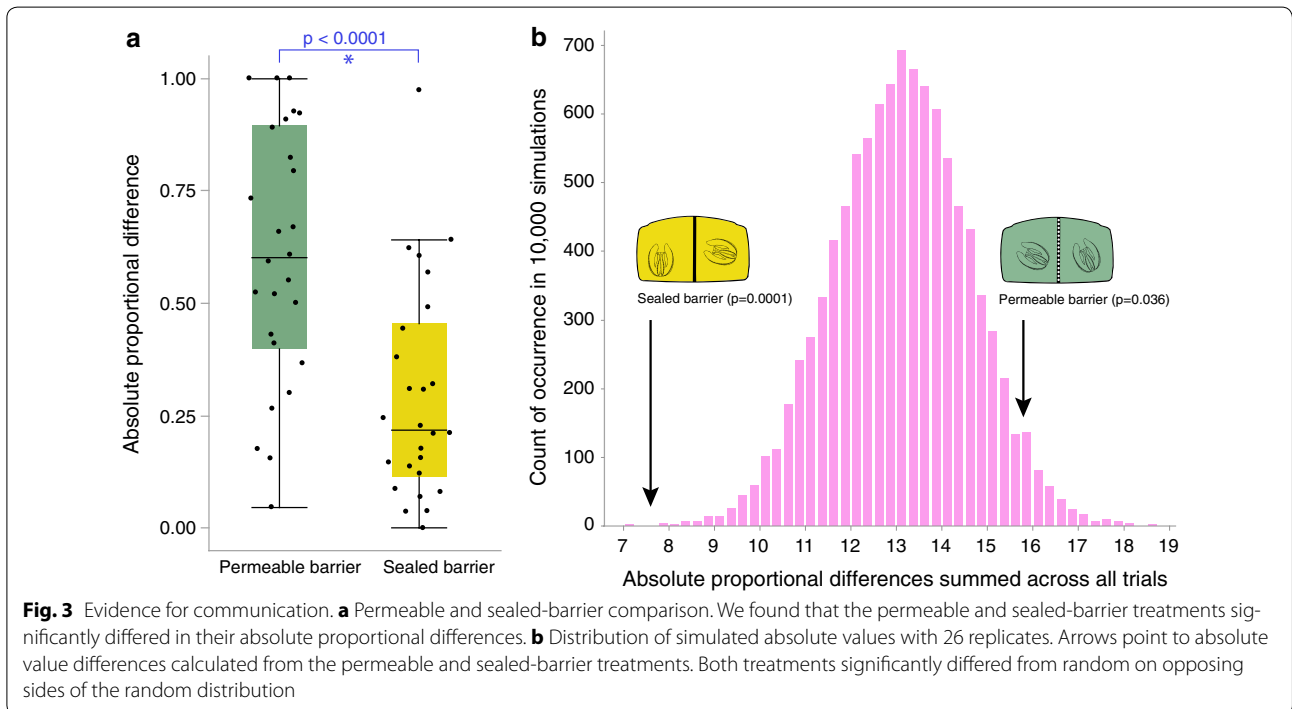 a
p < 0.0001
*
Absolute proportional difference
1.00
0.75
0.50
0.25
0.00
Permeable barrier
Sealed barrier
b
Count of occurrence in 10,000 simulations
700
600
500
400
300
200
100
0
Sealed barrier (p=0.0001)
Permeable barrier (p=0.036)
7 8 9 10 11 12 13 14 15 16 17 18 19
Absolute proportional differences summed across all trials
Fig. 3 Evidence for communication. a Permeable and sealed-barrier comparison. We found that the permeable and sealed-barrier treatments sig-
nificantly differed in their absolute proportional differences. b Distribution of simulated absolute values with 26 replicates. Arrows point to absolute
value differences calculated from the permeable and sealed-barrier treatments. Both treatments significantly differed from random on opposing
sides of the random distribution